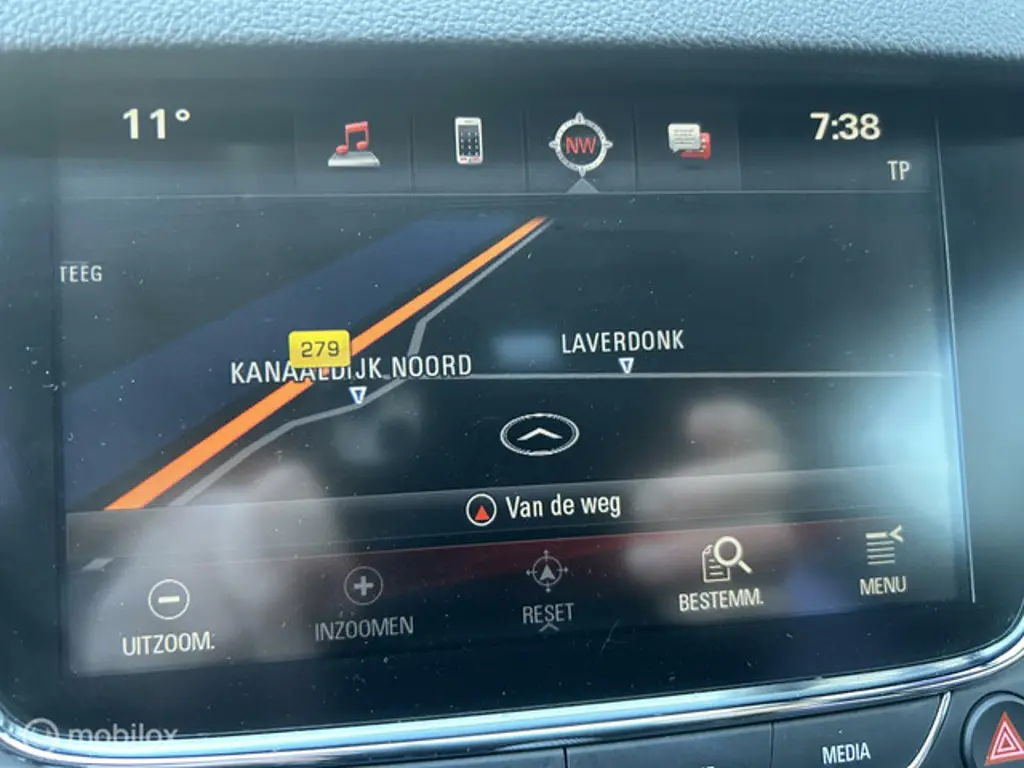 11°
NW
7:38
TP
TEEG
279
KANAALDIJK NOORD
LAVERDONK
Van de weg
UITZOOM.
INZOOMEN
RESET
BESTEMM.
MENU
mobilox
MEDIA